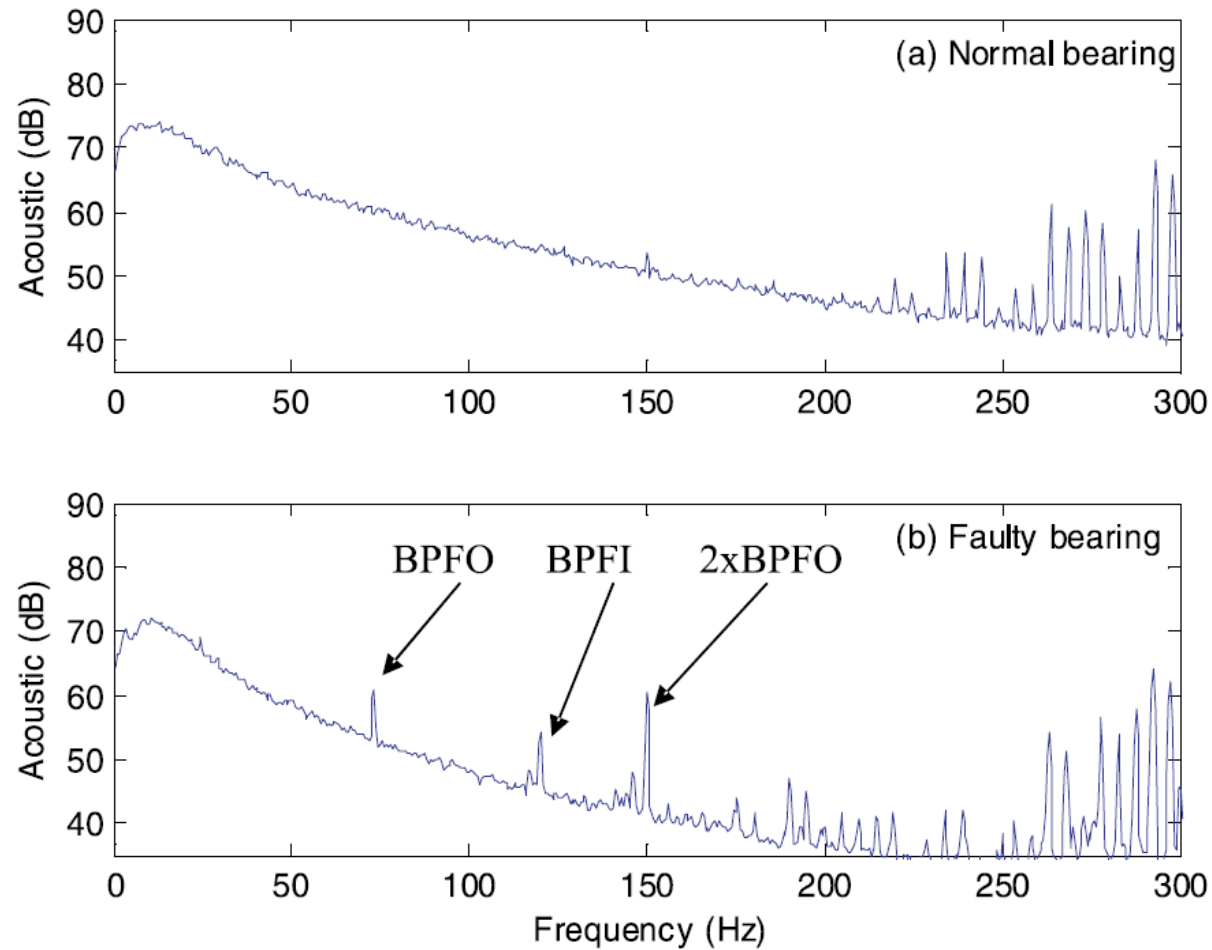 90
(a) Normal bearing
80
70
60
50
40
Acoustic (dB)
0 50 100 150 200 250 300
90
(b) Faulty bearing
BPFO BPFI 2xBPFO
80
70
60
50
40
Acoustic (dB)
0 50 100 150 200 250 300
Frequency (Hz)